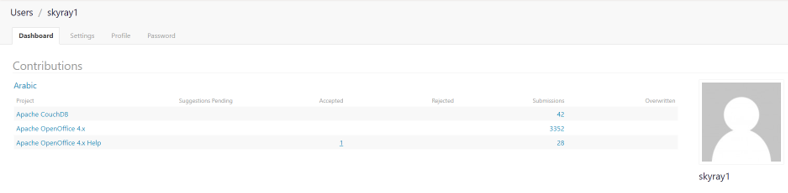 Users / skyray1
Dashboard Settings Profile Password
Contributions
Arabic
Project Suggestions Pending Accepted Rejected Submissions Overwritten
Apache CouchDB 42
Apache OpenOffice 4.x 3352
Apache OpenOffice 4.x Help 1 28
skyray1